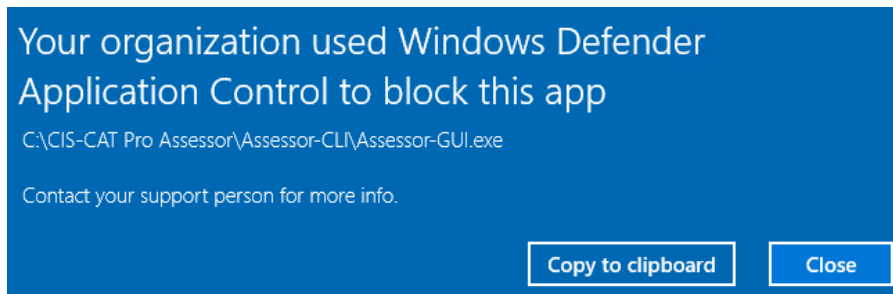 Your organization used Windows Defender
Application Control to block this app
C:\CIS-CAT Pro Assessor\Assessor-CLI\Assessor-GUI.exe
Contact your support person for more info.
Copy to clipboard
Close